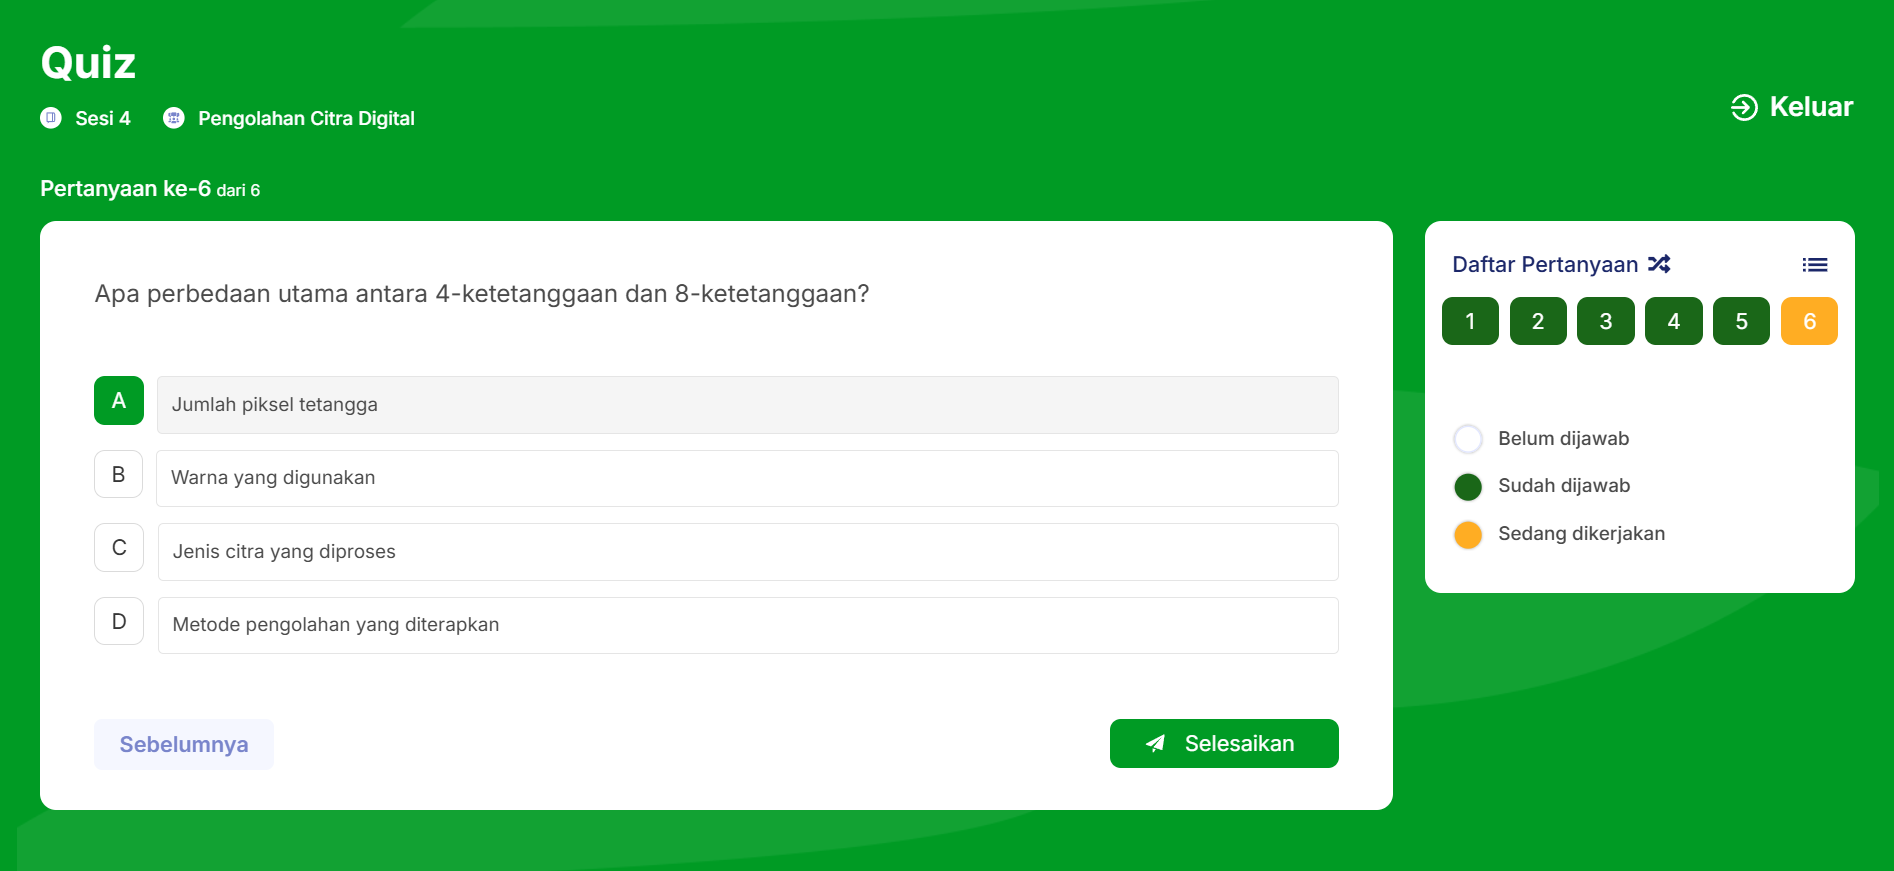 Quiz
Sesi 4 Pengolahan Citra Digital
Keluar
Pertanyaan ke-6 dari 6
Apa perbedaan utama antara 4-ketetanggaan dan 8-ketetanggaan?
A Jumlah piksel tetangga
B Warna yang digunakan
C Jenis citra yang diproses
D Metode pengolahan yang diterapkan
Sebelumnya
Selesaikan
Daftar Pertanyaan
1 2 3 4 5 6
Belum dijawab
Sudah dijawab
Sedang dikerjakan